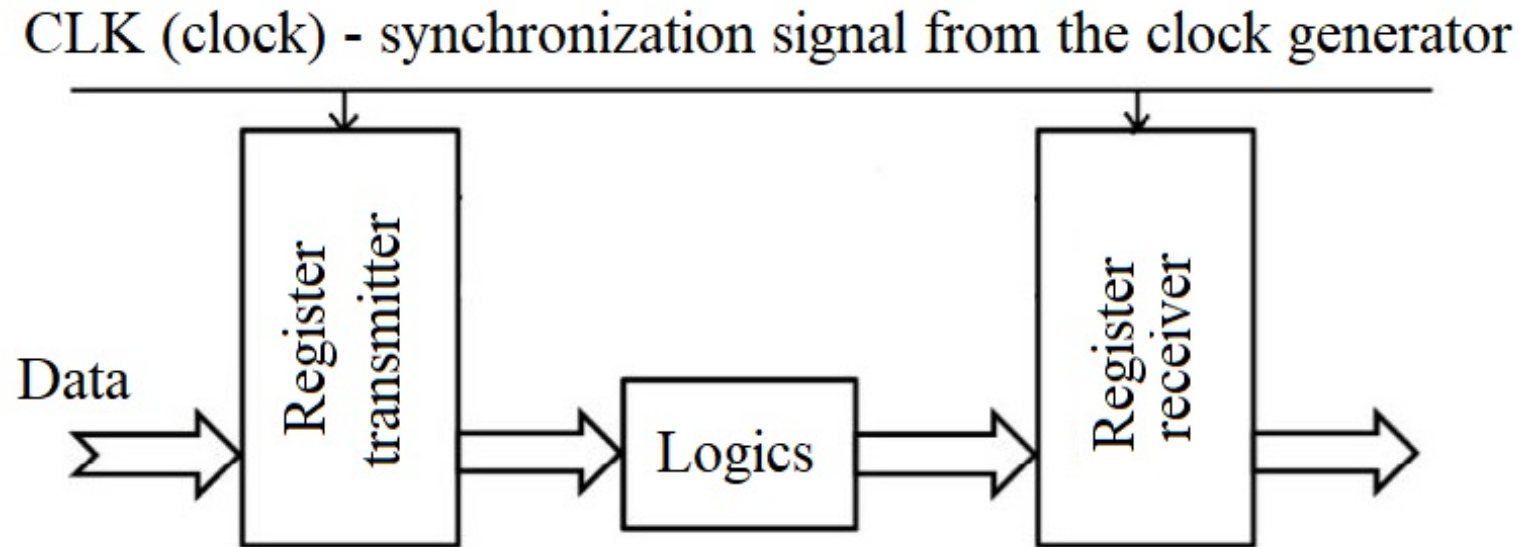 CLK (clock) - synchronization signal from the clock generator
Data
Register
transmitter
Logics
Register
receiver